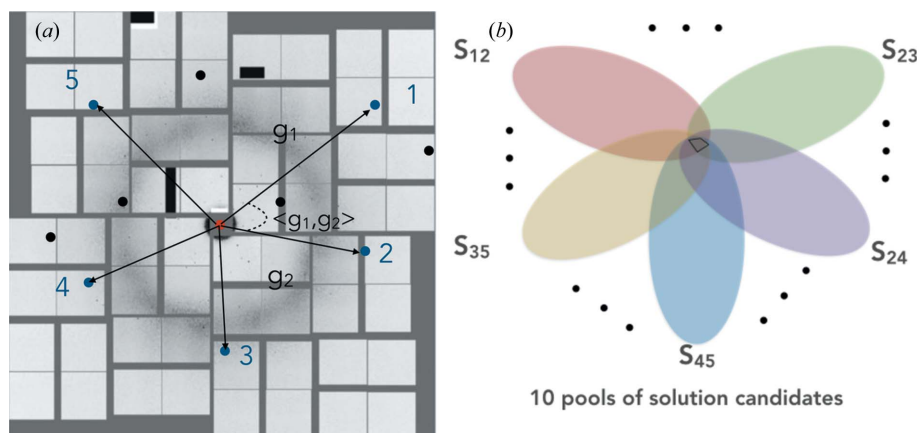 (a)
5
1
g1
<g1,g2>
2
g2
4
3
(b)
S12
S23
S35
S24
S45
10 pools of solution candidates